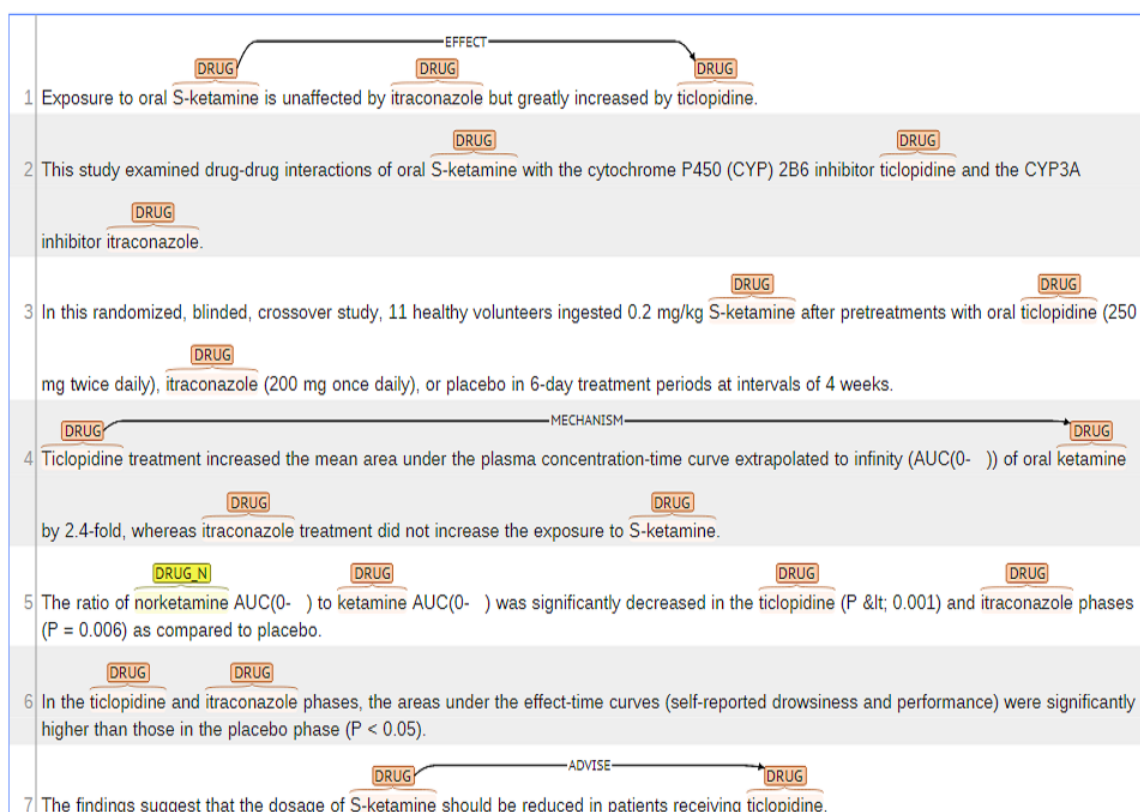 EFFECT
DRUG DRUG DRUG
1 Exposure to oral S-ketamine is unaffected by itraconazole but greatly increased by ticlopidine.
DRUG DRUG
2 This study examined drug-drug interactions of oral S-ketamine with the cytochrome P450 (CYP) 2B6 inhibitor ticlopidine and the CYP3A
DRUG
inhibitor itraconazole.
DRUG DRUG
3 In this randomized, blinded, crossover study, 11 healthy volunteers ingested 0.2 mg/kg S-ketamine after pretreatments with oral ticlopidine (250
DRUG
mg twice daily), itraconazole (200 mg once daily), or placebo in 6-day treatment periods at intervals of 4 weeks.
MECHANISM
DRUG DRUG
4 Ticlopidine treatment increased the mean area under the plasma concentration-time curve extrapolated to infinity (AUC(0- )) of oral ketamine
DRUG DRUG
by 2.4-fold, whereas itraconazole treatment did not increase the exposure to S-ketamine.
DRUG_N DRUG DRUG DRUG
5 The ratio of norketamine AUC(0- ) to ketamine AUC(0- ) was significantly decreased in the ticlopidine (P &lt; 0.001) and itraconazole phases
(P = 0.006) as compared to placebo.
DRUG DRUG
6 In the ticlopidine and itraconazole phases, the areas under the effect-time curves (self-reported drowsiness and performance) were significantly
higher than those in the placebo phase (P < 0.05).
ADVISE
DRUG DRUG
7 The findings suggest that the dosage of S-ketamine should be reduced in patients receiving ticlopidine.